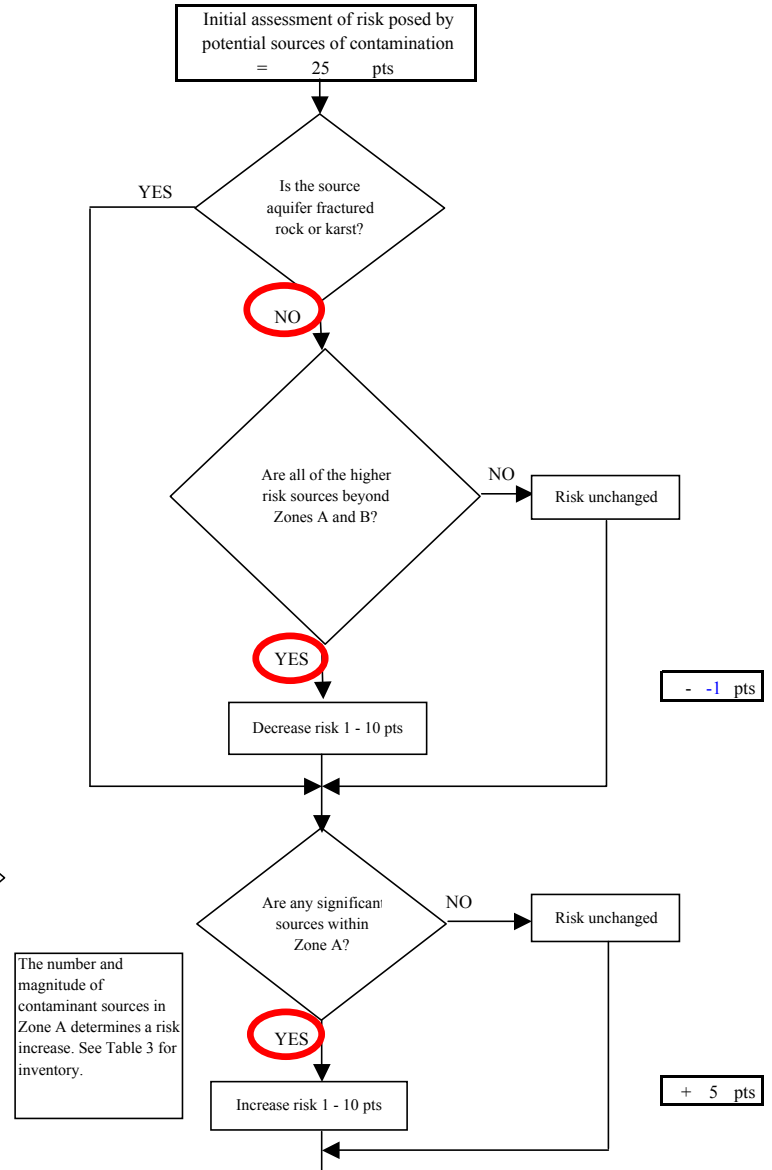 Initial assessment of risk posed by
potential sources of contamination
= 25 pts
YES
Is the source
aquifer fractured
rock or karst?
NO
Are all of the higher
risk sources beyond
Zones A and B?
NO
Risk unchanged
YES
- -1 pts
Decrease risk 1 - 10 pts
Are any significant
sources within
Zone A?
NO
Risk unchanged
The number and
magnitude of
contaminant sources in
Zone A determines a risk
increase. See Table 3 for
inventory.
YES
+ 5 pts
Increase risk 1 - 10 pts